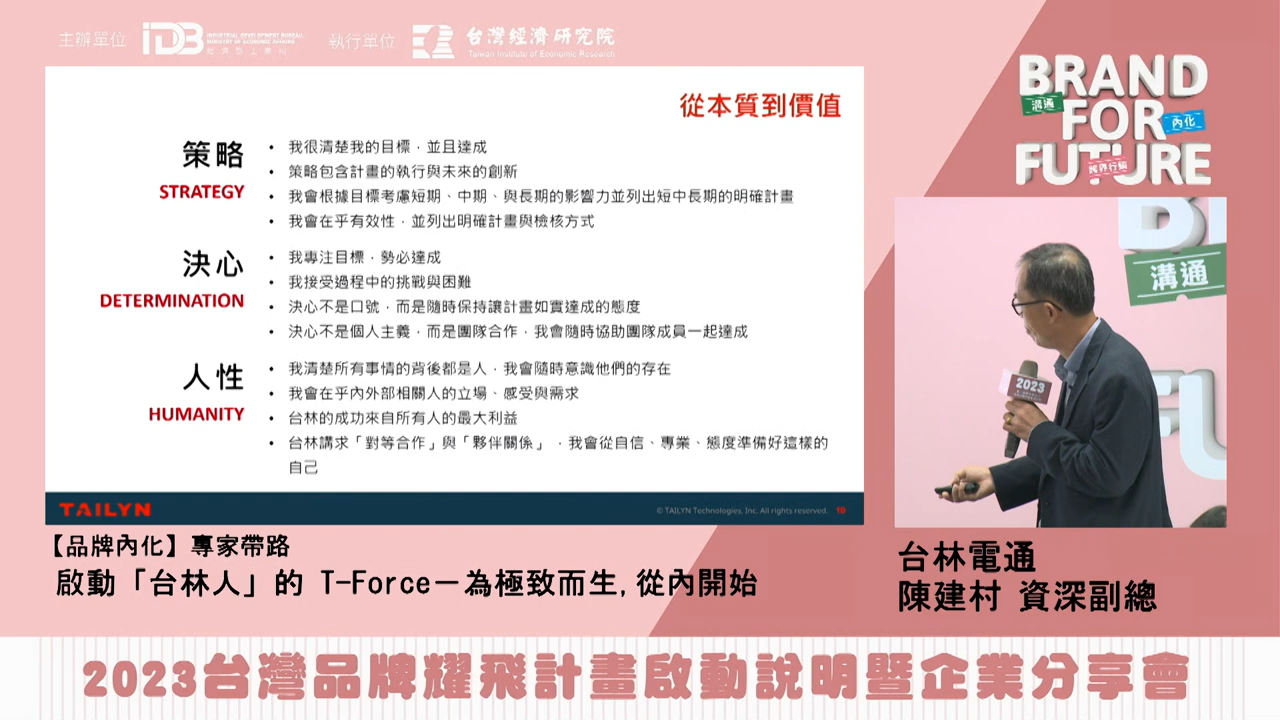 主辦單位
IDB
INDUSTRIAL DEVELOPMENT BUREAU,
MINISTRY OF ECONOMIC AFFAIRS
經濟部工業局
執行單位
台灣經濟研究院
Taiwan Institute of Economic Research
從本質到價值
策略
STRATEGY
• 我很清楚我的目標，並且達成
• 策略包含計畫的執行與未來的創新
• 我會根據目標考慮短期、中期、與長期的影響力並列出短中長期的明確計畫
• 我會在乎有效性，並列出明確計畫與檢核方式
決心
DETERMINATION
• 我專注目標，勢必達成
• 我接受過程中的挑戰與困難
• 決心不是口號，而是隨時保持讓計畫如實達成的態度
• 決心不是個人主義，而是團隊合作，我會隨時協助團隊成員一起達成
人性
HUMANITY
• 我清楚所有事情的背後都是人，我會隨時意識他們的存在
• 我會在乎內外部相關人的立場、感受與需求
• 台林的成功來自所有人的最大利益
• 台林講求「對等合作」與「夥伴關係」，我會從自信、專業、態度準備好這樣的
自己
TAILYN
© TAILYN Technologies, Inc. All rights reserved.
BRAND
溝通
FOR
內化
FUTURE
跨界行銷
溝通
2023
【品牌內化】專家帶路
啟動「台林人」的 T-Force－為極致而生,從內開始
台林電通
陳建村 資深副總
2023台灣品牌耀飛計畫啟動說明暨企業分享會